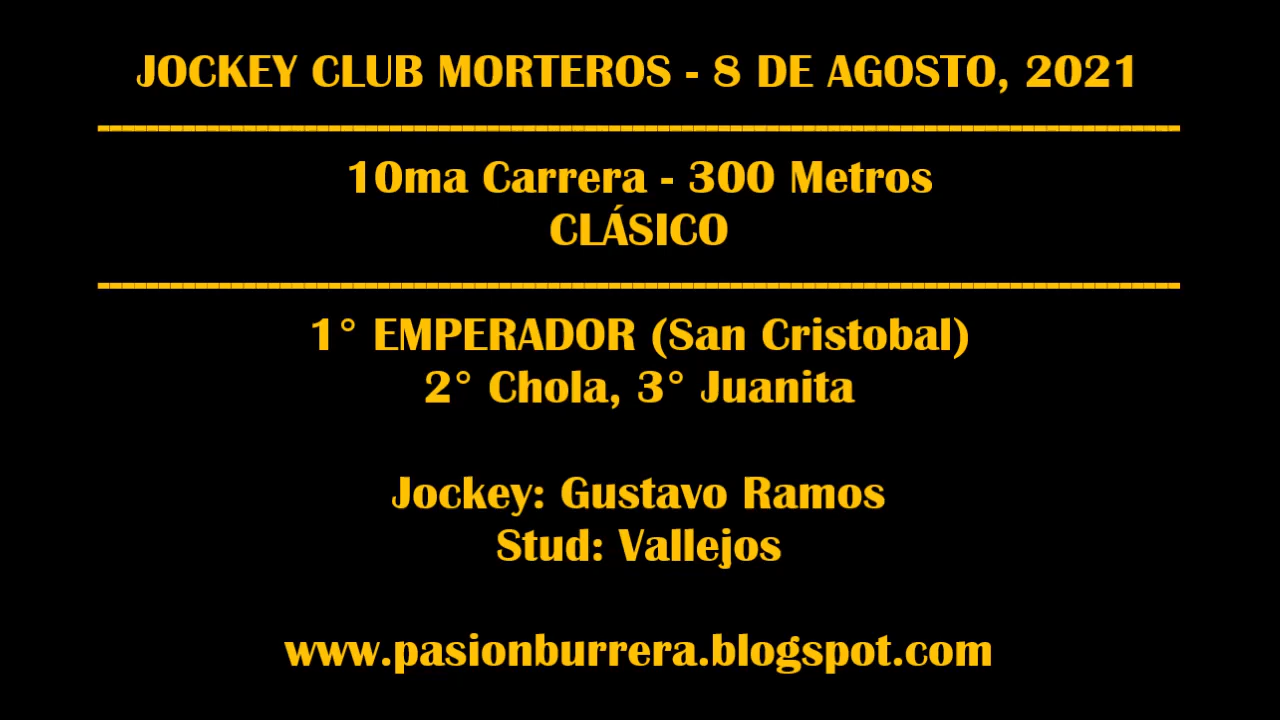 JOCKEY CLUB MORTEROS - 8 DE AGOSTO, 2021
10ma Carrera - 300 Metros
CLÁSICO
1° EMPERADOR (San Cristobal)
2° Chola, 3° Juanita
Jockey: Gustavo Ramos
Stud: Vallejos
www.pasionburrera.blogspot.com